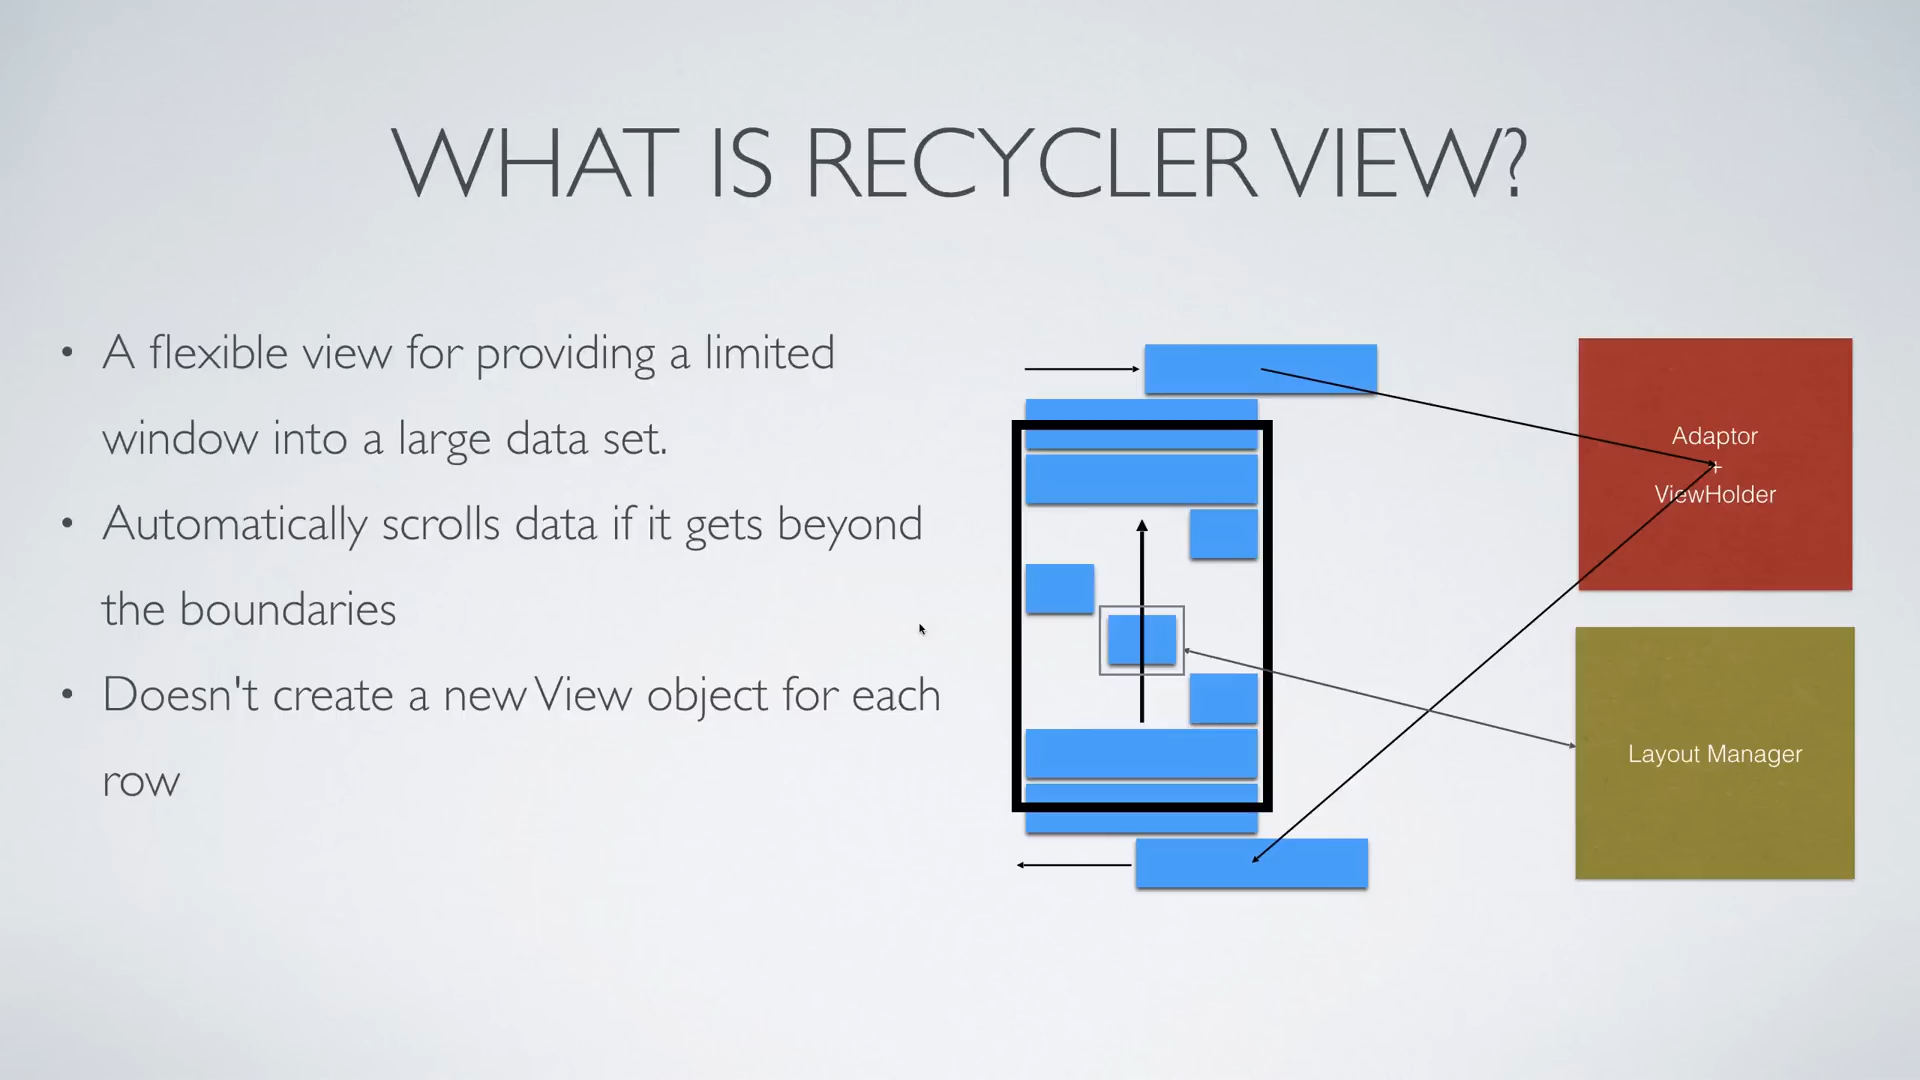 WHAT IS RECYCLER VIEW?
• A flexible view for providing a limited
window into a large data set.
• Automatically scrolls data if it gets beyond
the boundaries
• Doesn't create a new View object for each
row
Adaptor
+
ViewHolder
Layout Manager